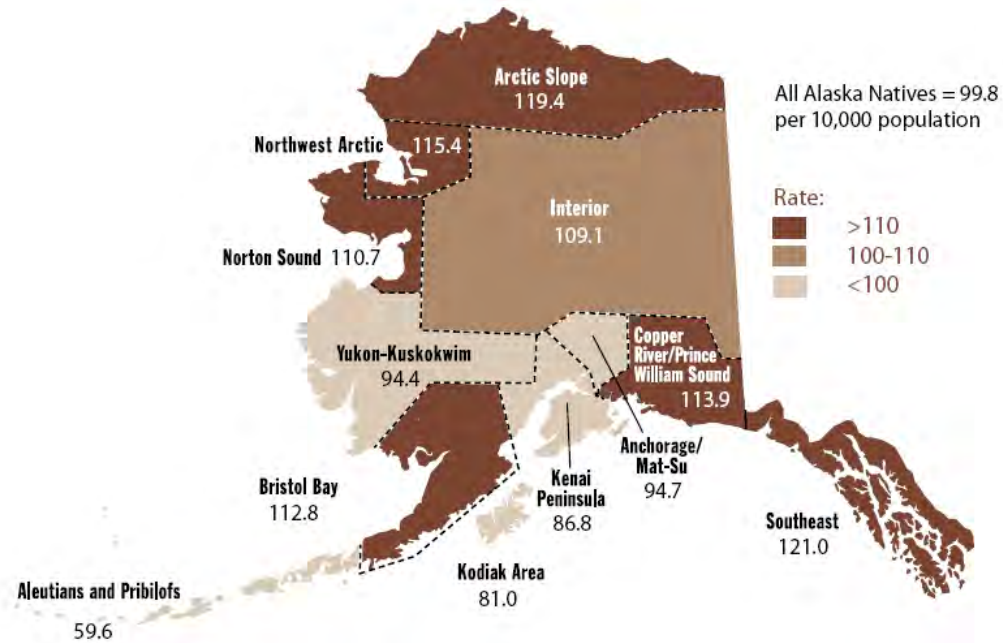 Arctic Slope
119.4
All Alaska Natives = 99.8
per 10,000 population
Northwest Arctic 115.4
Rate:
>110
100-110
<100
Interior
109.1
Norton Sound 110.7
Yukon-Kuskokwim
94.4
Copper
River/Prince
William Sound
113.9
Anchorage/
Mat-Su
94.7
Kenai
Peninsula
86.8
Bristol Bay
112.8
Southeast
121.0
Kodiak Area
81.0
Aleutians and Pribilofs
59.6